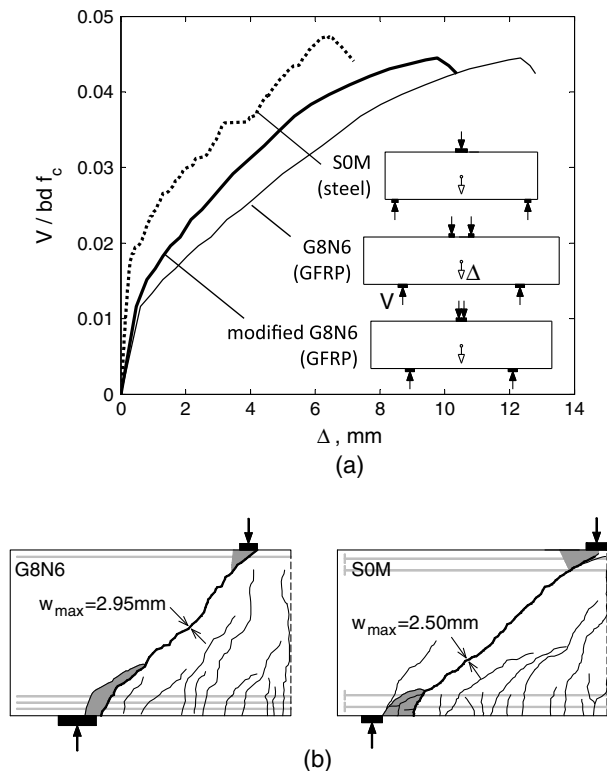 (a)
0.05
0.04
0.03
0.02
0.01
0
V / bd f_c
0 2 4 6 8 10 12 14
Δ , mm
S0M
(steel)
G8N6
(GFRP)
modified G8N6
(GFRP)
Δ
V
(a)
G8N6
w_max=2.95mm
S0M
w_max=2.50mm
(b)